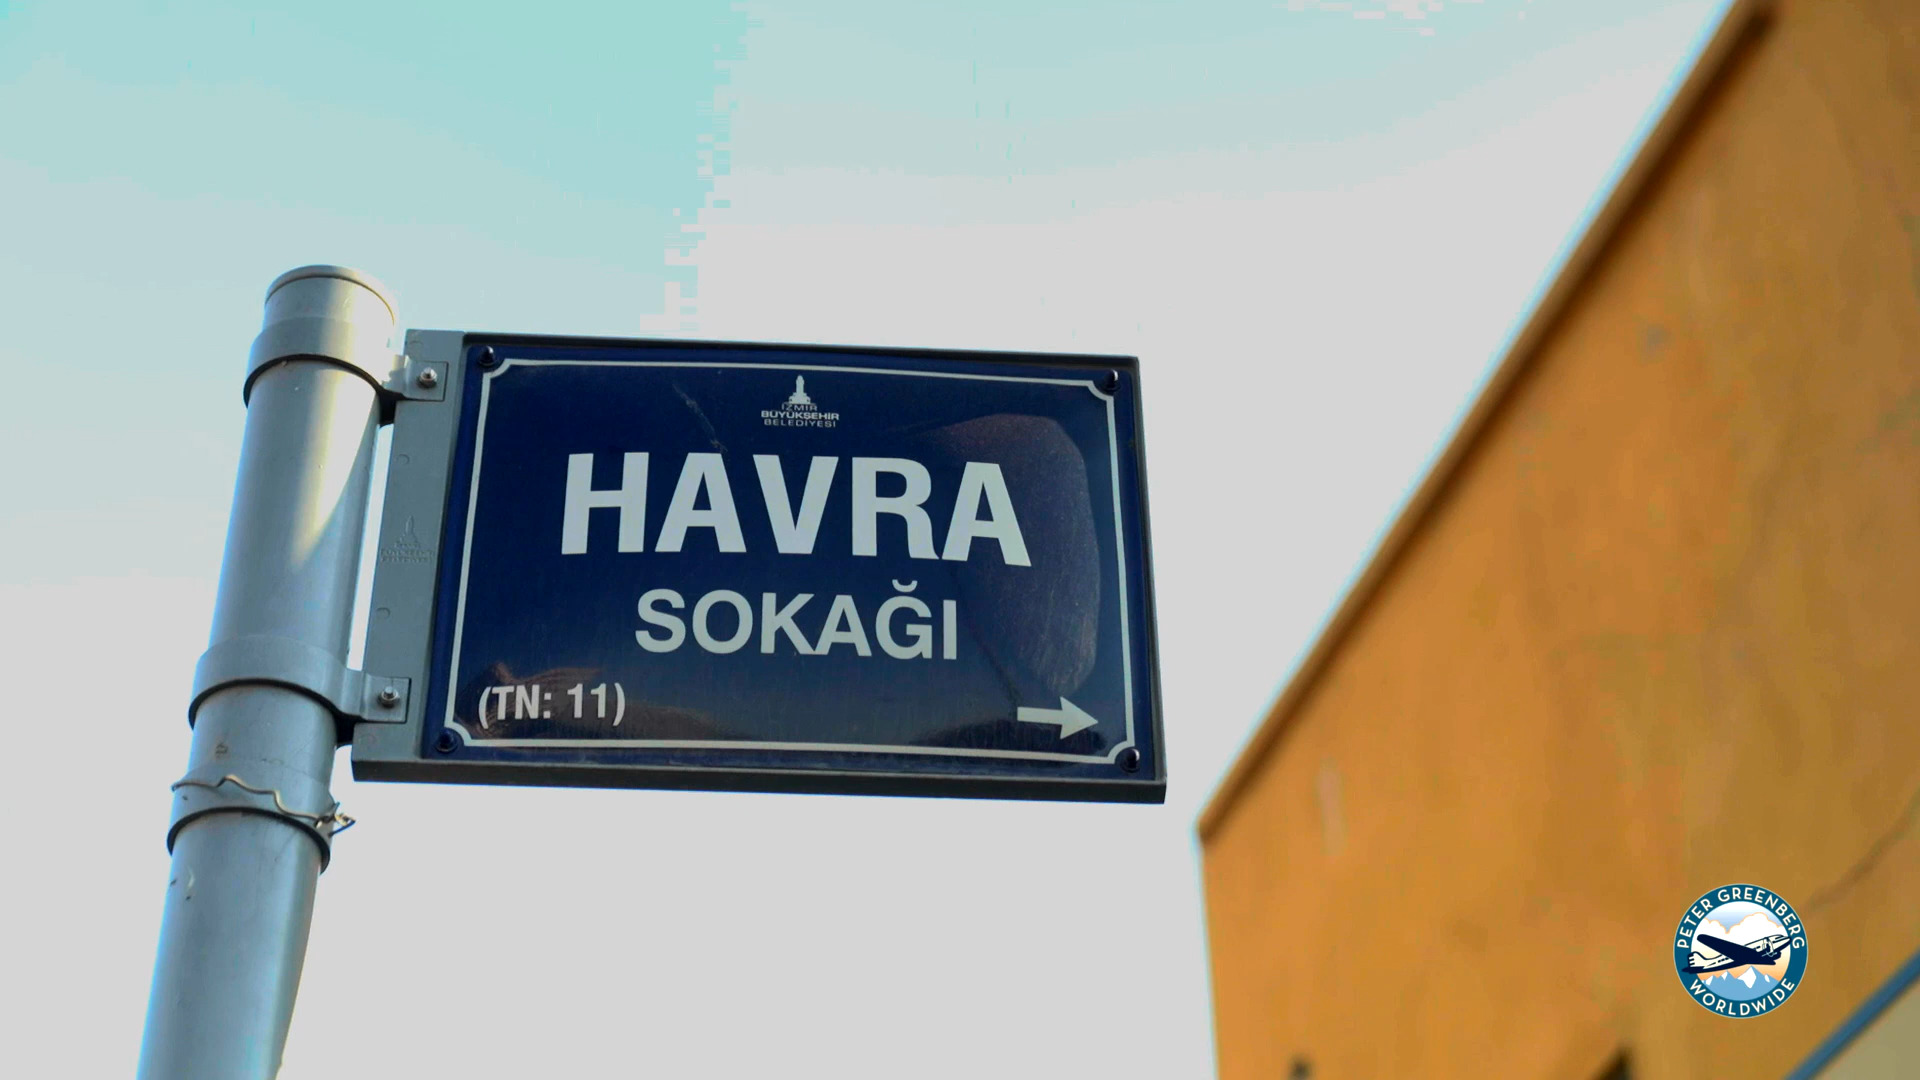 İZMİR
BÜYÜKŞEHİR
BELEDİYESİ
HAVRA
SOKAĞI
(TN: 11)
PETER GREENBERG
WORLDWIDE